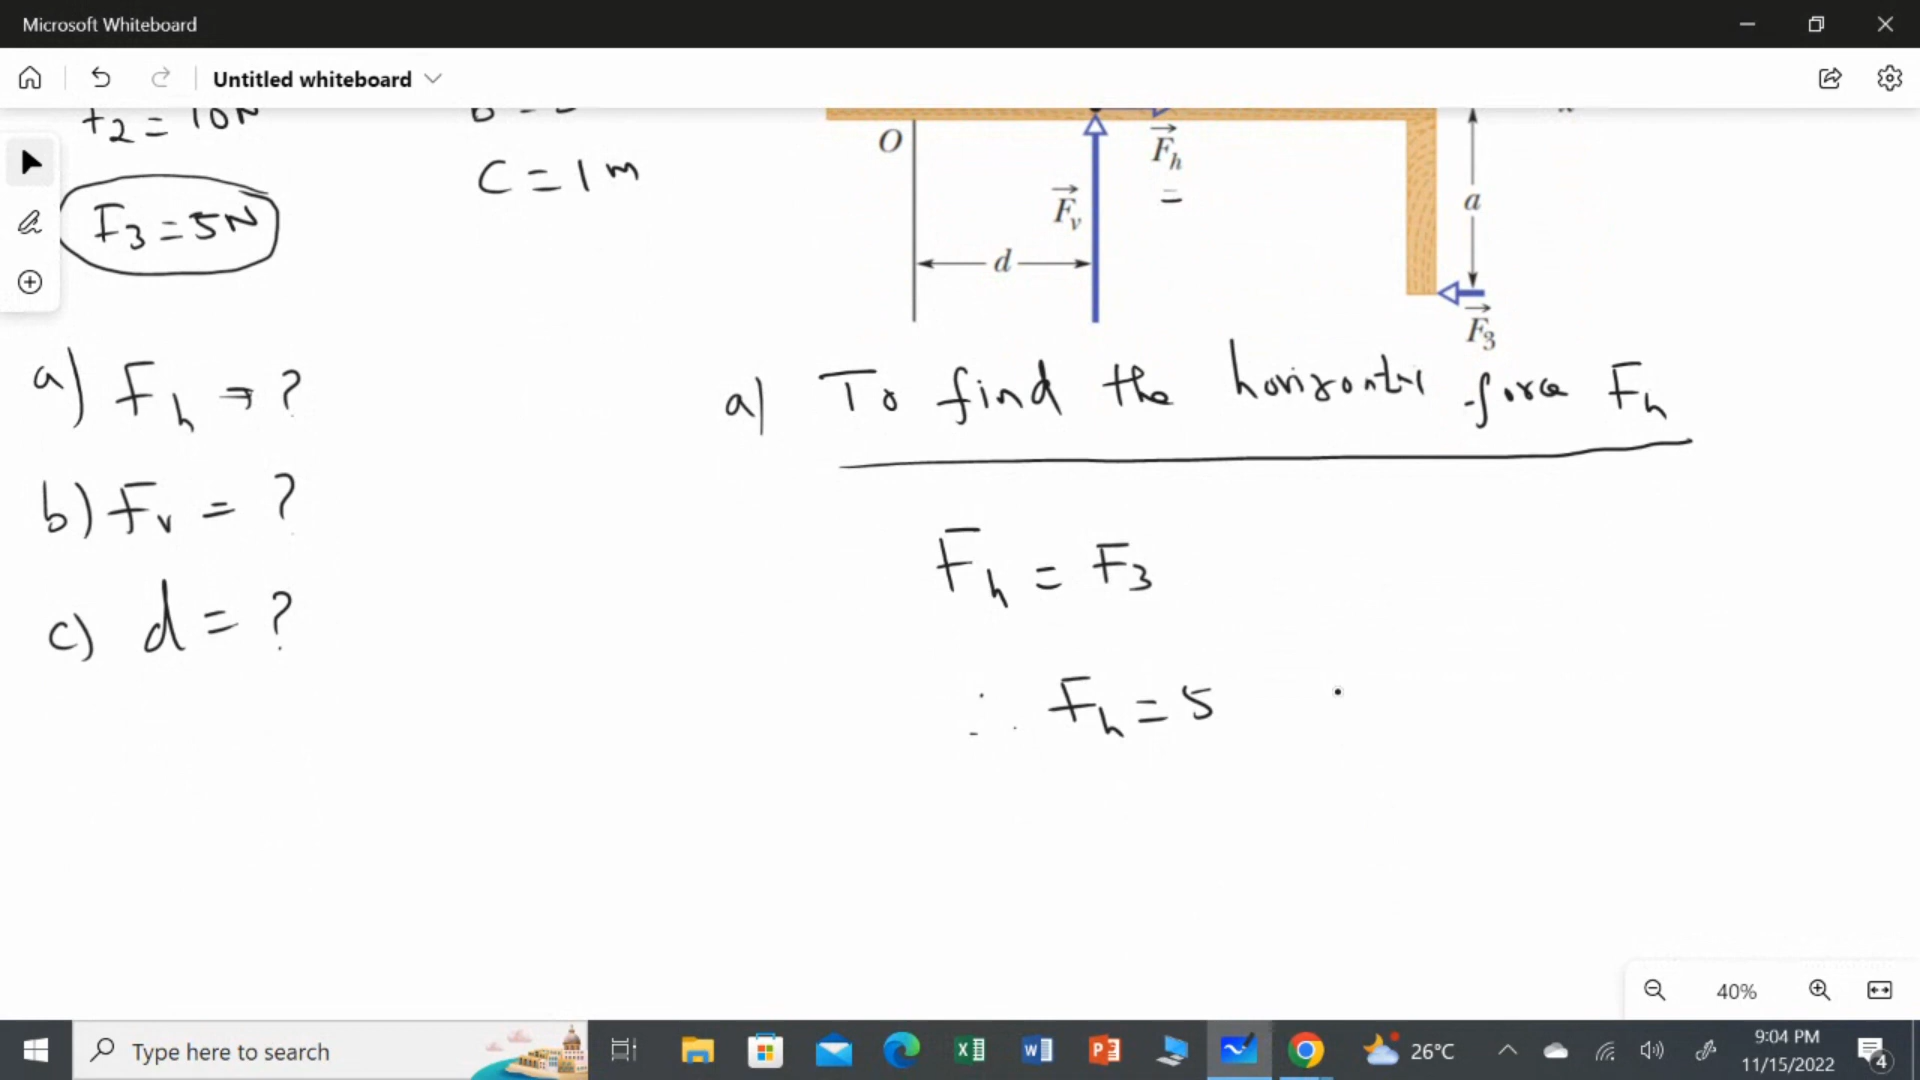 Microsoft Whiteboard
Untitled whiteboard
F2 = 10N
C = 1m
F3 = 5N
O
Fh
=
Fv
d
a
F3
a) Fh = ?
b) Fv = ?
c) d = ?
a) To find the horizontal force Fh
Fh = F3
∴ Fh = 5
40%
Type here to search
26°C
9:04 PM
11/15/2022
4